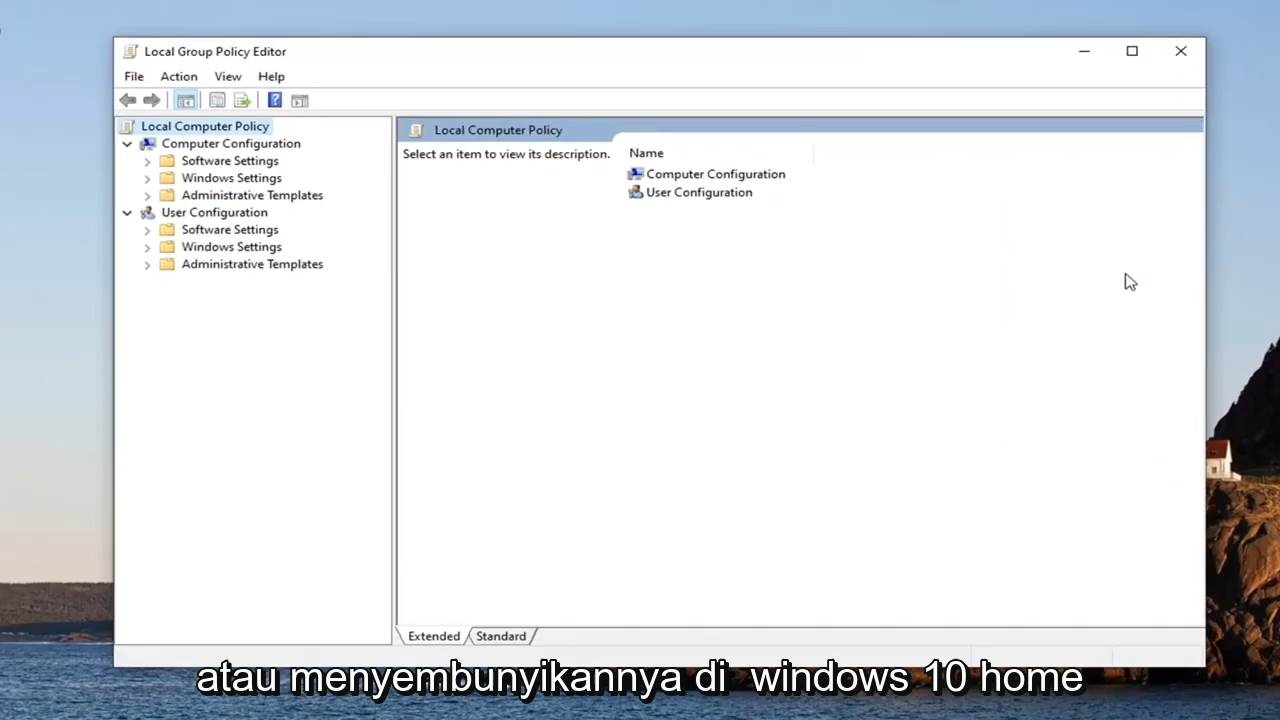 Local Group Policy Editor
File Action View Help
Local Computer Policy
Computer Configuration
Software Settings
Windows Settings
Administrative Templates
User Configuration
Software Settings
Windows Settings
Administrative Templates
Local Computer Policy
Select an item to view its description.
Name
Computer Configuration
User Configuration
Extended Standard
atau menyembunyikannya di windows 10 home